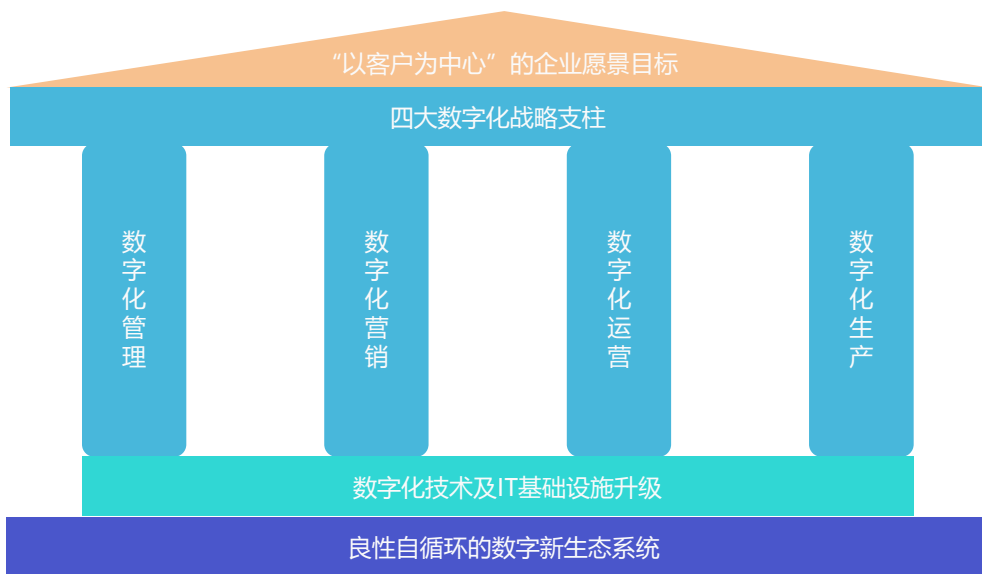 “以客户为中心”的企业愿景目标
四大数字化战略支柱
数字化管理
数字化营销
数字化运营
数字化生产
数字化技术及IT基础设施升级
良性自循环的数字新生态系统